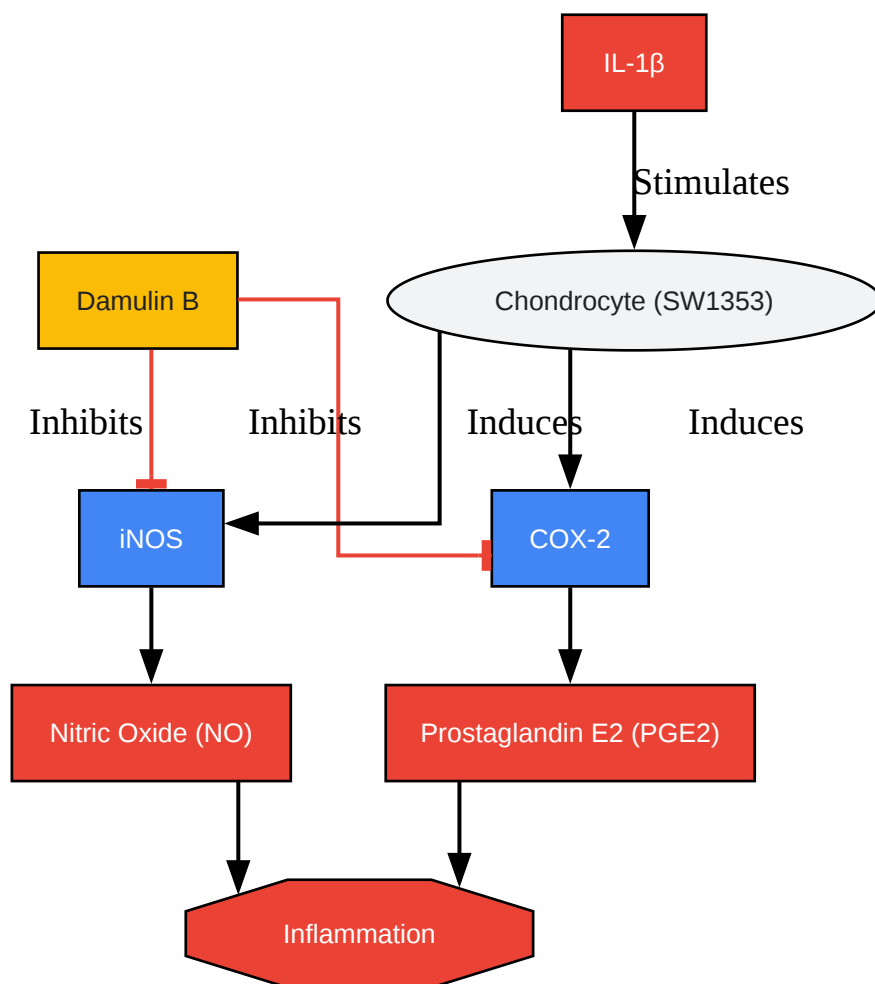 IL-1β
Stimulates
Damulin B
Chondrocyte (SW1353)
Inhibits
Inhibits
Induces
Induces
iNOS
COX-2
Nitric Oxide (NO)
Prostaglandin E2 (PGE2)
Inflammation